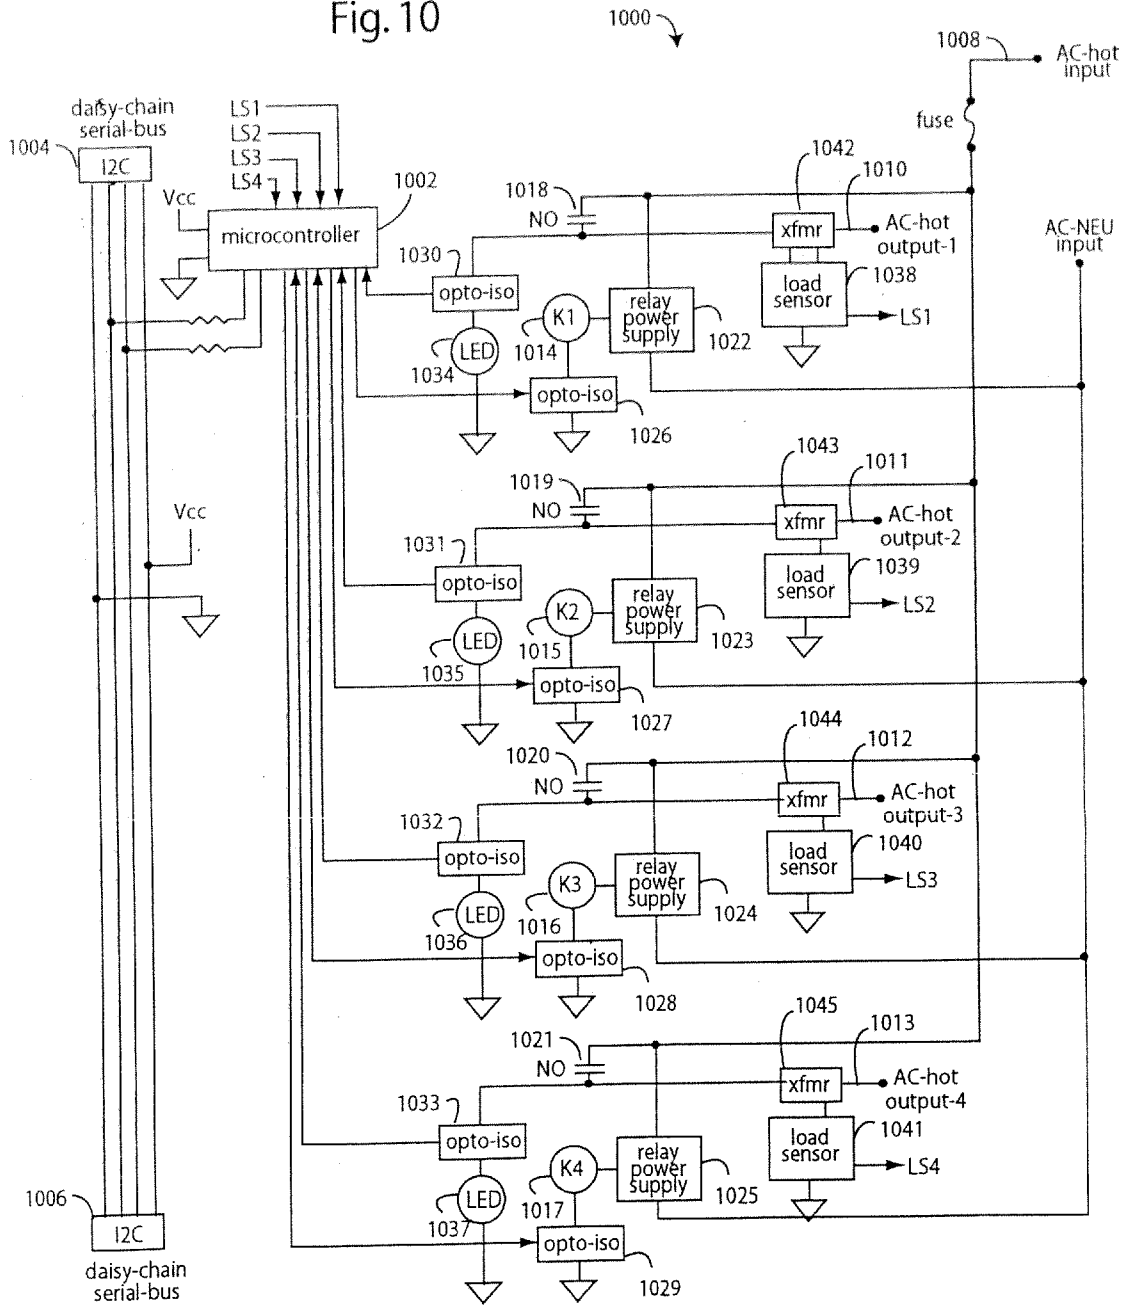 Fig. 10
1000
1008
AC-hot
input
fuse
daisy-chain
serial-bus
1004
I2C
LS1
LS2
LS3
LS4
Vcc
1002
microcontroller
1042
1010
1018
NO
xfmr
AC-hot
output-1
AC-NEU
input
1030
opto-iso
1038
load
sensor
LS1
K1
relay
power
supply
1014
1022
LED
1034
opto-iso
1026
1043
1011
1019
NO
xfmr
AC-hot
output-2
Vcc
1031
opto-iso
1039
load
sensor
LS2
K2
relay
power
supply
1015
1023
LED
1035
opto-iso
1027
1044
1012
1020
NO
xfmr
AC-hot
output-3
1032
opto-iso
1040
load
sensor
LS3
K3
relay
power
supply
1016
1024
LED
1036
opto-iso
1028
1045
1013
1021
NO
xfmr
AC-hot
output-4
1033
opto-iso
1041
load
sensor
LS4
K4
relay
power
supply
1017
1025
LED
1037
opto-iso
1029
1006
I2C
daisy-chain
serial-bus